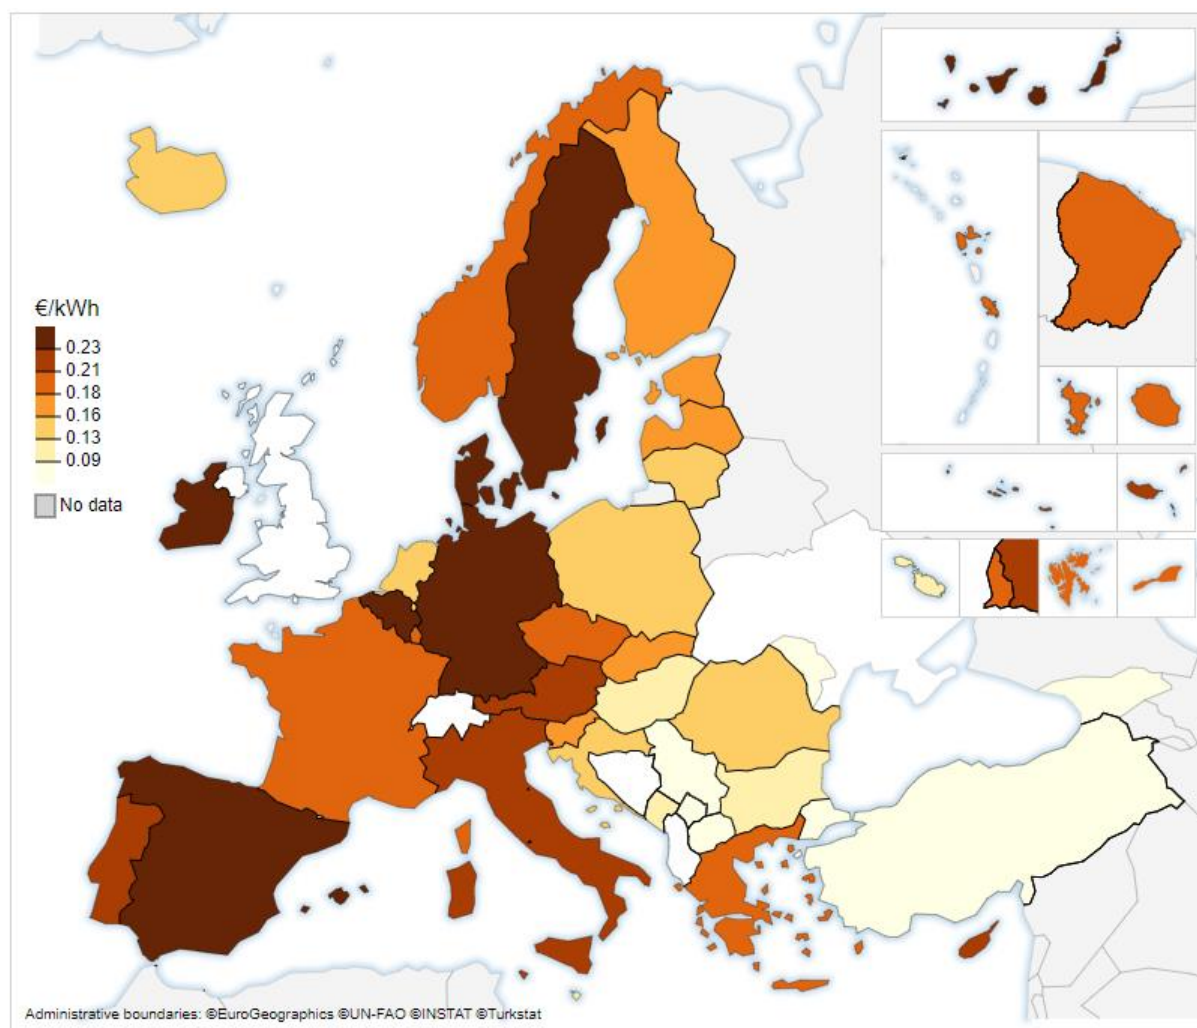 €/kWh
0.23
0.21
0.18
0.16
0.13
0.09
No data
Administrative boundaries: ©EuroGeographics ©UN-FAO ©INSTAT ©Turkstat